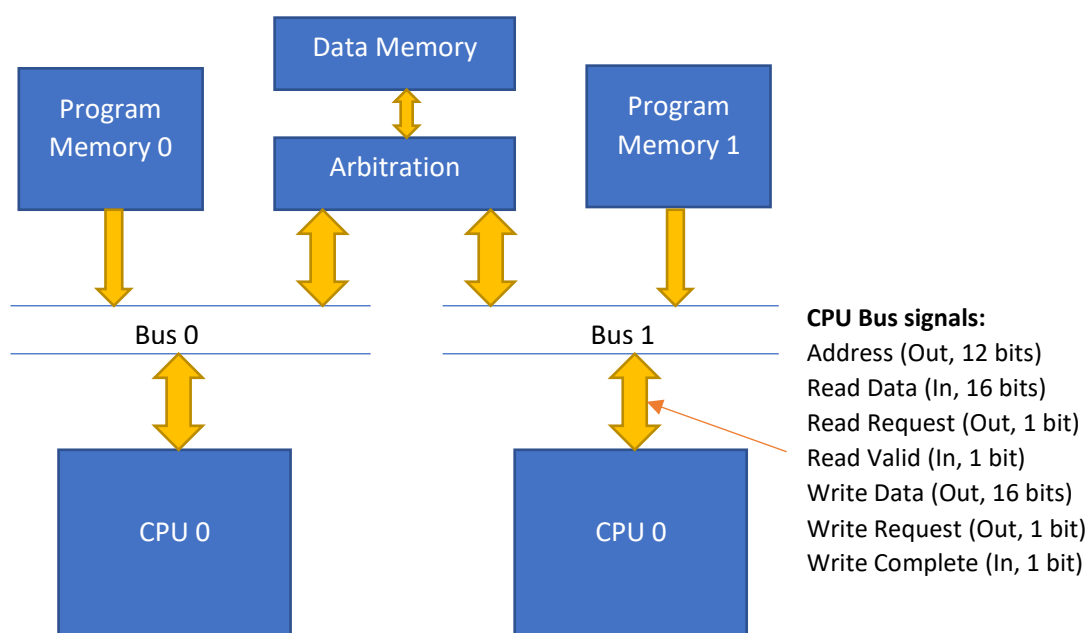 Data Memory
Program
Memory 0
Program
Memory 1
Arbitration
Bus 0
Bus 1
CPU Bus signals:
Address (Out, 12 bits)
Read Data (In, 16 bits)
Read Request (Out, 1 bit)
Read Valid (In, 1 bit)
Write Data (Out, 16 bits)
Write Request (Out, 1 bit)
Write Complete (In, 1 bit)
CPU 0
CPU 0